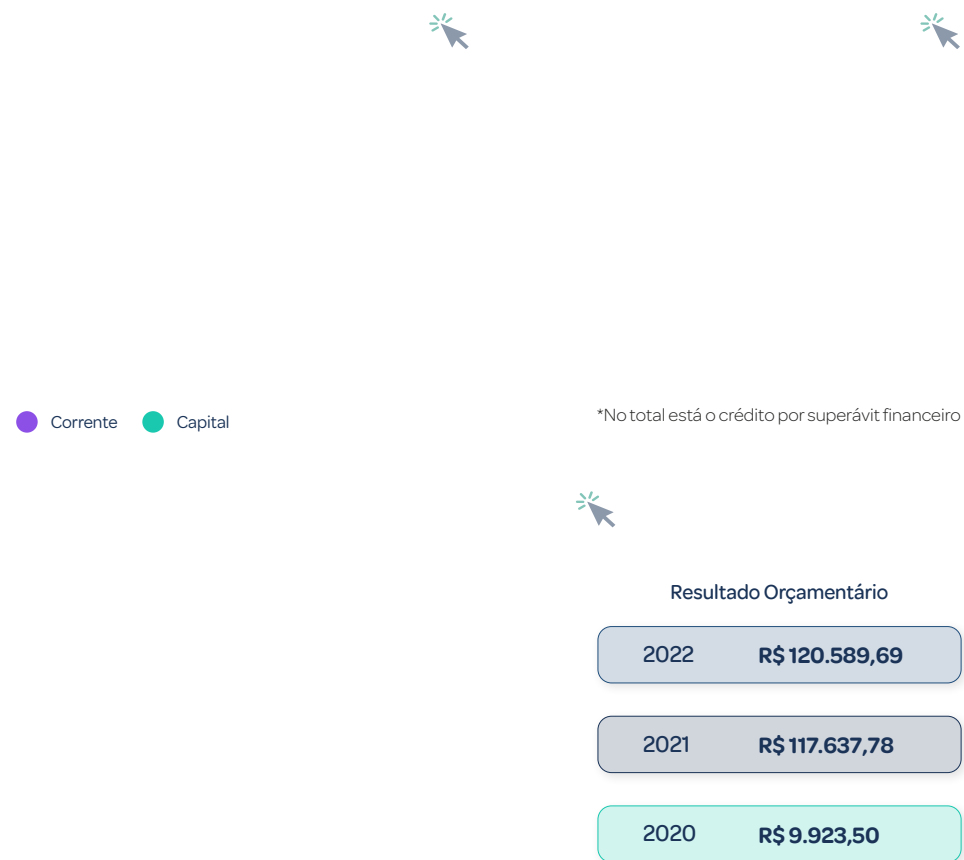 Corrente Capital
*No total está o crédito por superávit financeiro
Resultado Orçamentário
2022 R$ 120.589,69
2021 R$ 117.637,78
2020 R$ 9.923,50